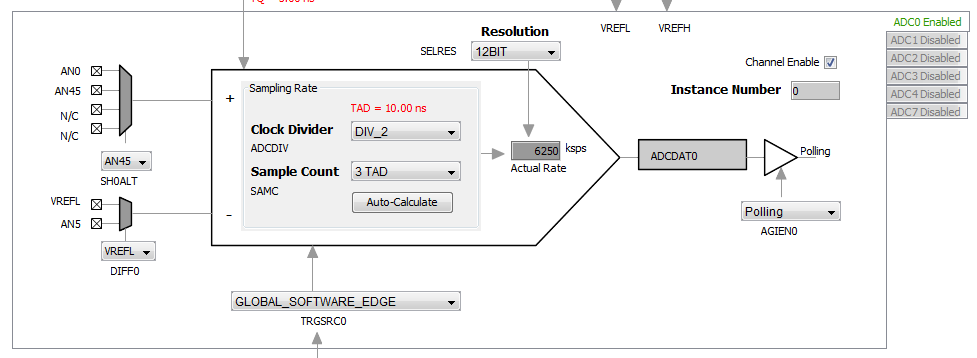 TQ = 5.00 ns
VREFL VREFH
ADC0 Enabled
ADC1 Disabled
ADC2 Disabled
ADC3 Disabled
ADC4 Disabled
ADC7 Disabled
Resolution
SELRES 12BIT
Channel Enable
Instance Number 0
AN0
AN45
N/C
N/C
AN45
SH0ALT
+
Sampling Rate
TAD = 10.00 ns
Clock Divider DIV_2
ADCDIV
Sample Count 3 TAD
SAMC
Auto-Calculate
6250 ksps
Actual Rate
ADCDAT0
Polling
Polling
AGIEN0
VREFL
AN5
-
VREFL
DIFF0
GLOBAL_SOFTWARE_EDGE
TRGSRC0